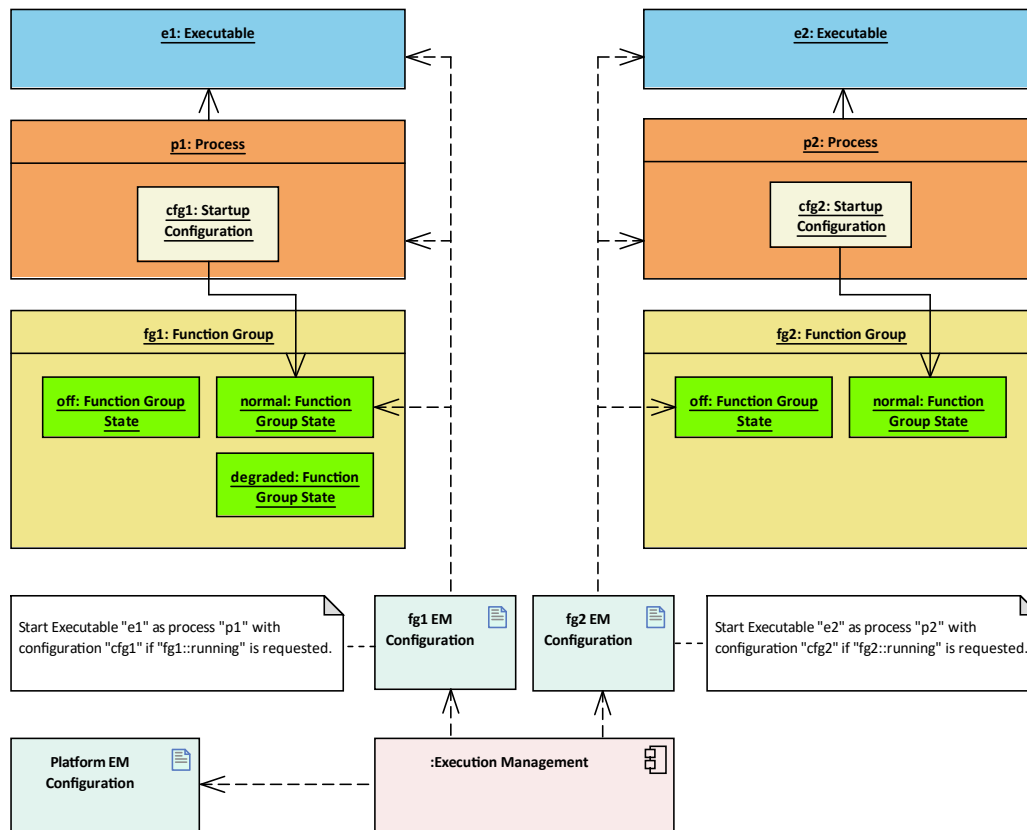 e1: Executable
e2: Executable
p1: Process
p2: Process
cfg1: Startup
Configuration
cfg2: Startup
Configuration
fg1: Function Group
fg2: Function Group
off: Function Group
State
normal: Function
Group State
off: Function Group
State
normal: Function
Group State
degraded: Function
Group State
Start Executable "e1" as process "p1" with
configuration "cfg1" if "fg1::running" is requested.
fg1 EM
Configuration
fg2 EM
Configuration
Start Executable "e2" as process "p2" with
configuration "cfg2" if "fg2::running" is requested.
Platform EM
Configuration
:Execution Management